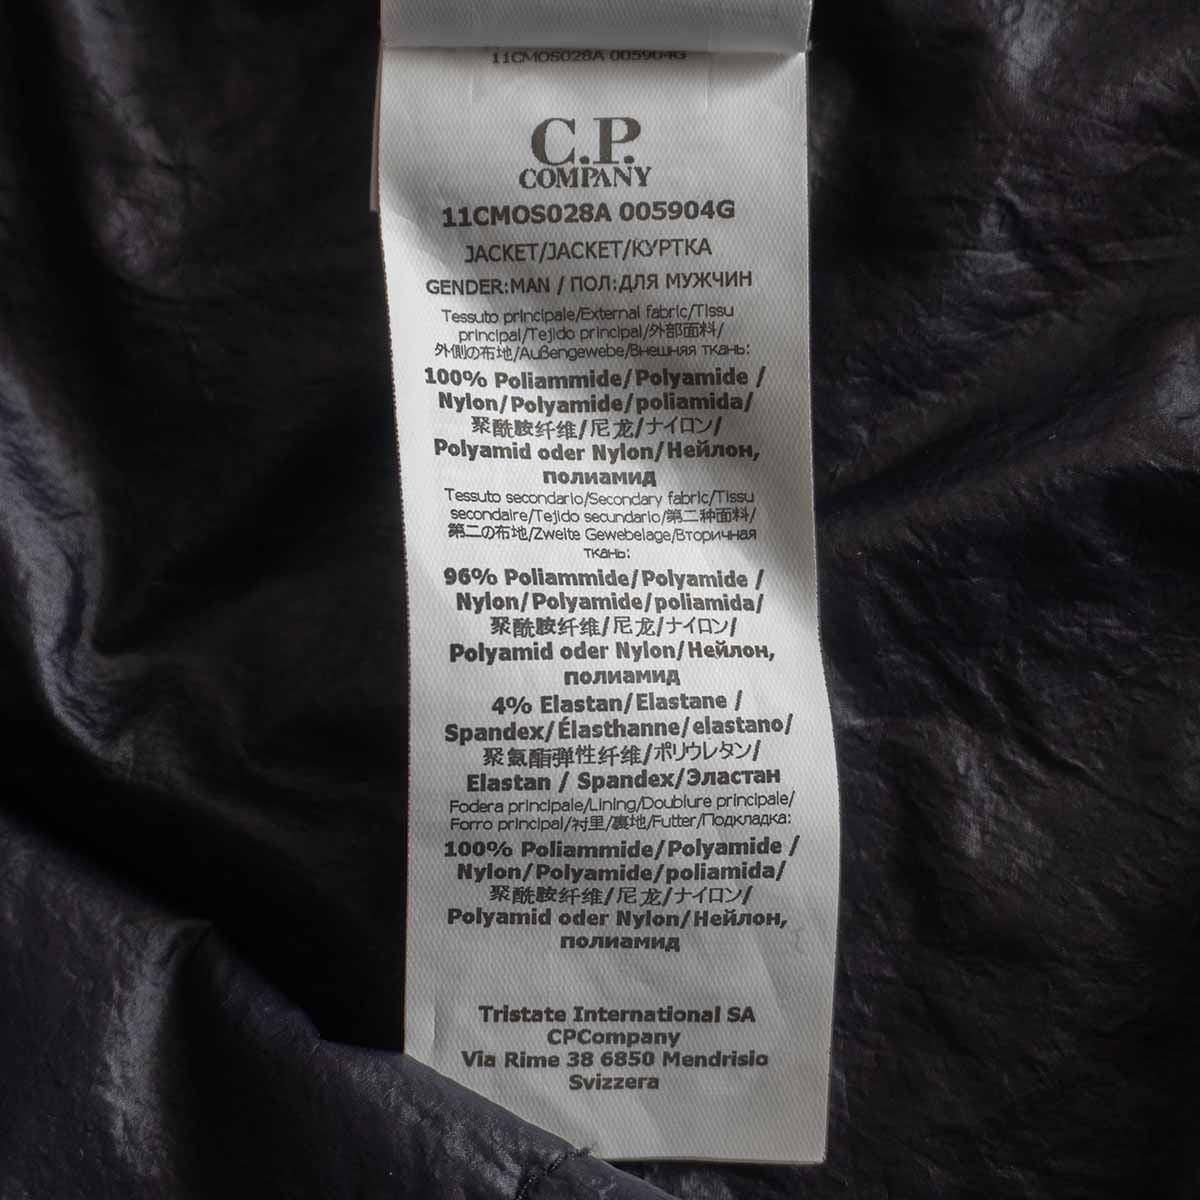 11CMOS028A 005904G
C.P.
COMPANY
11CMOS028A 005904G
JACKET/JACKET/КУРТКА
GENDER:MAN / ПОЛ:ДЛЯ МУЖЧИН
Tessuto principale/External fabric/Tissu
principal/Tejido principal/外部面料/
外側の布地/Außengewebe/Внешняя ткань:
100% Poliammide/Polyamide /
Nylon/Polyamide/poliamida/
聚酰胺纤维/尼龙/ナイロン/
Polyamid oder Nylon/Нейлон,
полиамид
Tessuto secondario/Secondary fabric/Tissu
secondaire/Tejido secundario/第二种面料/
第二の布地/Zweite Gewebelage/Вторичная
ткань:
96% Poliammide/Polyamide /
Nylon/Polyamide/poliamida/
聚酰胺纤维/尼龙/ナイロン/
Polyamid oder Nylon/Нейлон,
полиамид
4% Elastan/Elastane /
Spandex/Élasthanne/elastano/
聚氨酯弹性纤维/ポリウレタン/
Elastan / Spandex/Эластан
Fodera principale/Lining/Doublure principale/
Forro principal/衬里/裏地/Futter/Подкладка:
100% Poliammide/Polyamide /
Nylon/Polyamide/poliamida/
聚酰胺纤维/尼龙/ナイロン/
Polyamid oder Nylon/Нейлон,
полиамид
Tristate International SA
CPCompany
Via Rime 38 6850 Mendrisio
Svizzera